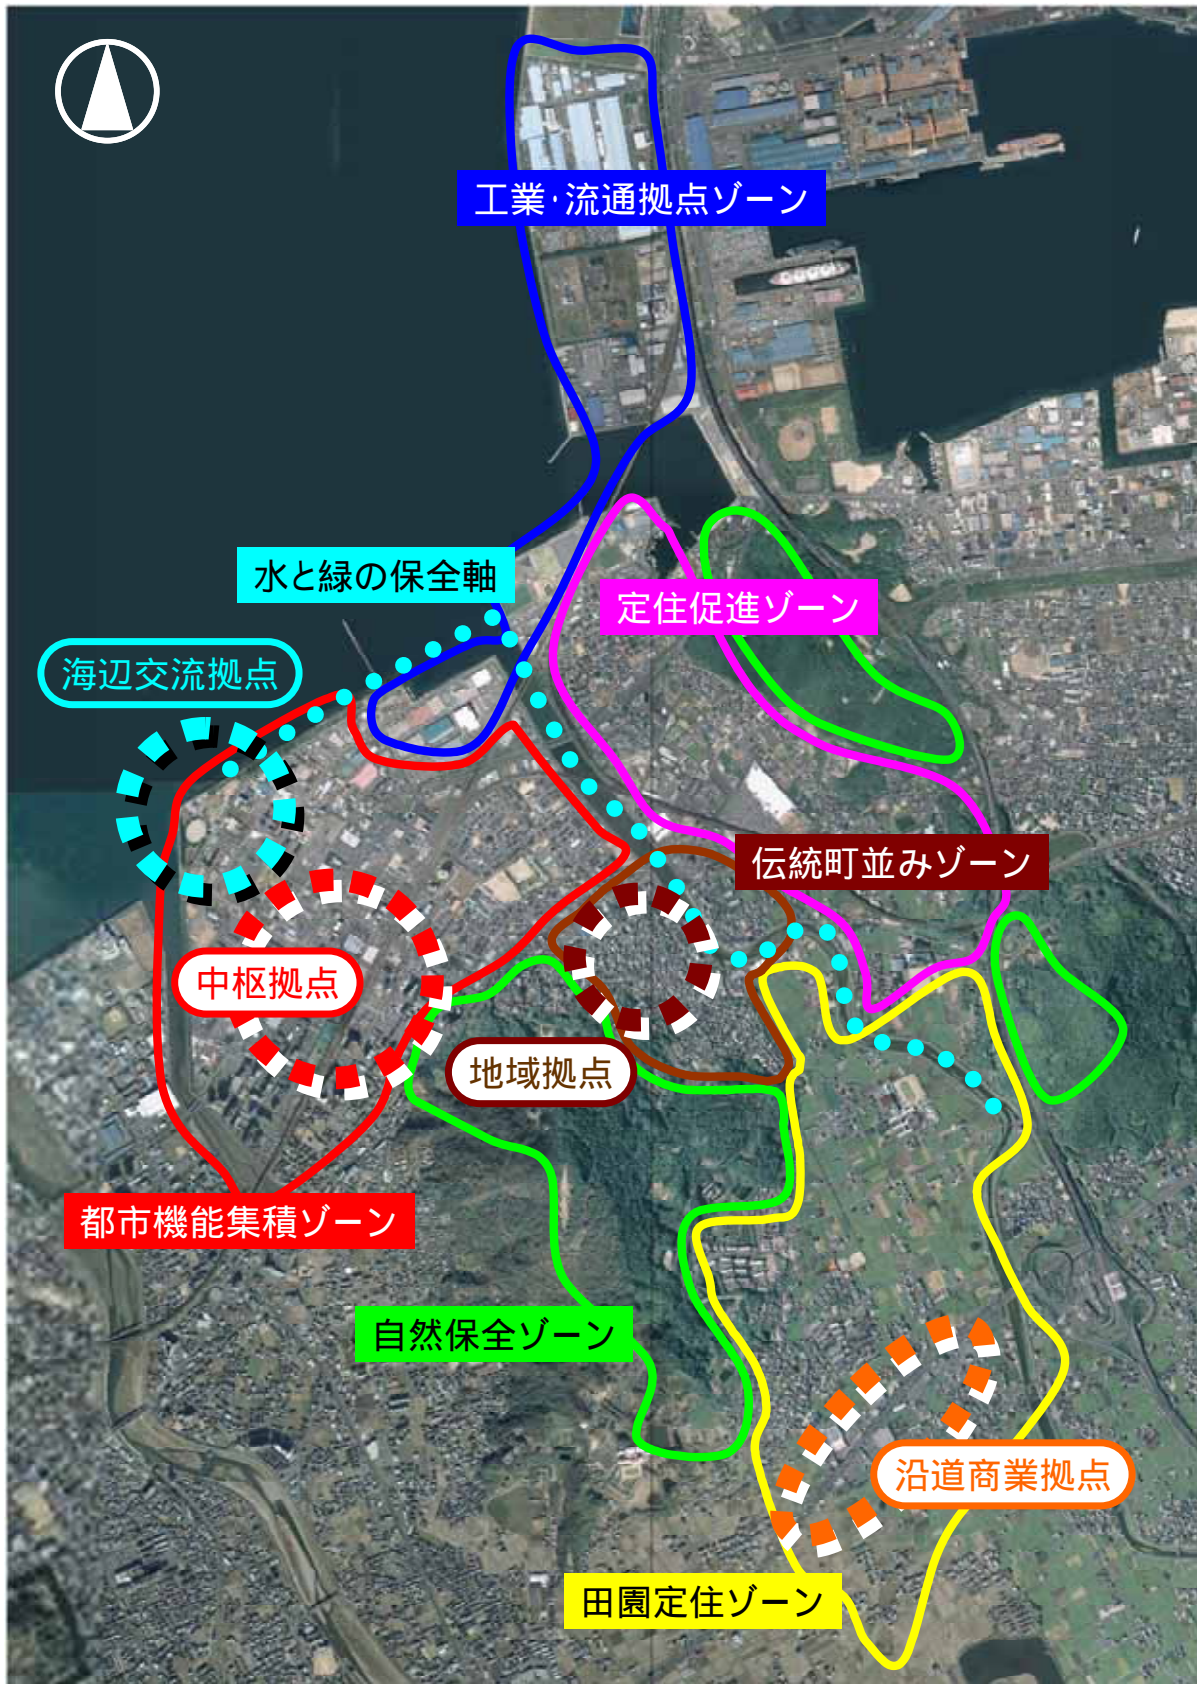 工業・流通拠点ゾーン
水と緑の保全軸
定住促進ゾーン
海辺交流拠点
伝統町並みゾーン
中枢拠点
地域拠点
都市機能集積ゾーン
自然保全ゾーン
沿道商業拠点
田園定住ゾーン